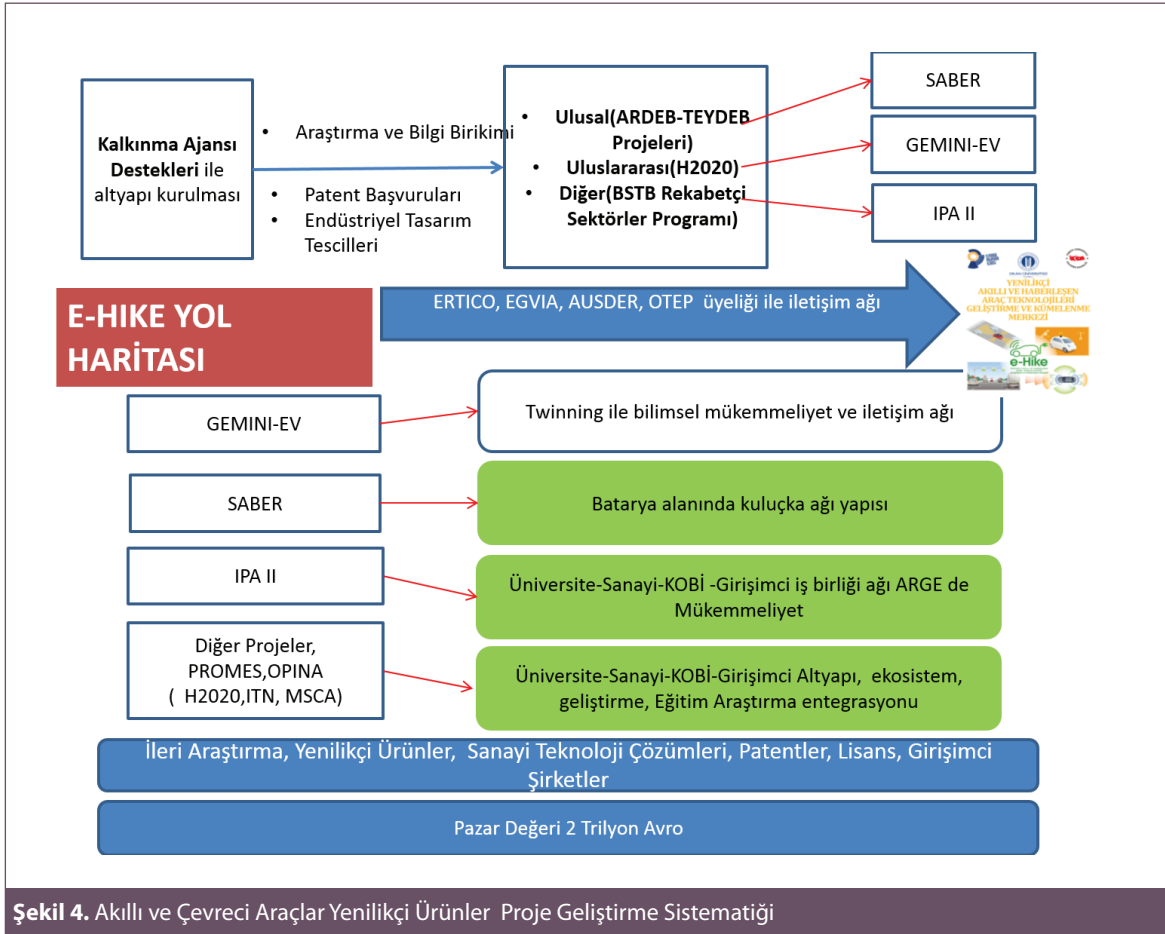 Kalkınma Ajansı
Destekleri ile
altyapı kurulması
• Araştırma ve Bilgi Birikimi
• Patent Başvuruları
• Endüstriyel Tasarım
Tescilleri
• Ulusal(ARDEB-TEYDEB
Projeleri)
• Uluslararası(H2020)
• Diğer(BSTB Rekabetçi
Sektörler Programı)
SABER
GEMINI-EV
IPA II
E-HIKE YOL
HARİTASI
ERTICO, EGVIA, AUSDER, OTEP üyeliği ile iletişim ağı
YENİLİKÇİ
AKILLI VE HABERLEŞEN
ARAÇ TEKNOLOJİLERİ
GELİŞTİRME VE KÜMELENME
MERKEZİ
e-Hike
GEMINI-EV
Twinning ile bilimsel mükemmeliyet ve iletişim ağı
SABER
Batarya alanında kuluçka ağı yapısı
IPA II
Üniversite-Sanayi-KOBİ -Girişimci iş birliği ağı ARGE de
Mükemmeliyet
Diğer Projeler,
PROMES,OPINA
( H2020,ITN, MSCA)
Üniversite-Sanayi-KOBİ-Girişimci Altyapı, ekosistem,
geliştirme, Eğitim Araştırma entegrasyonu
İleri Araştırma, Yenilikçi Ürünler, Sanayi Teknoloji Çözümleri, Patentler, Lisans, Girişimci
Şirketler
Pazar Değeri 2 Trilyon Avro
Şekil 4. Akıllı ve Çevreci Araçlar Yenilikçi Ürünler Proje Geliştirme Sistematiği